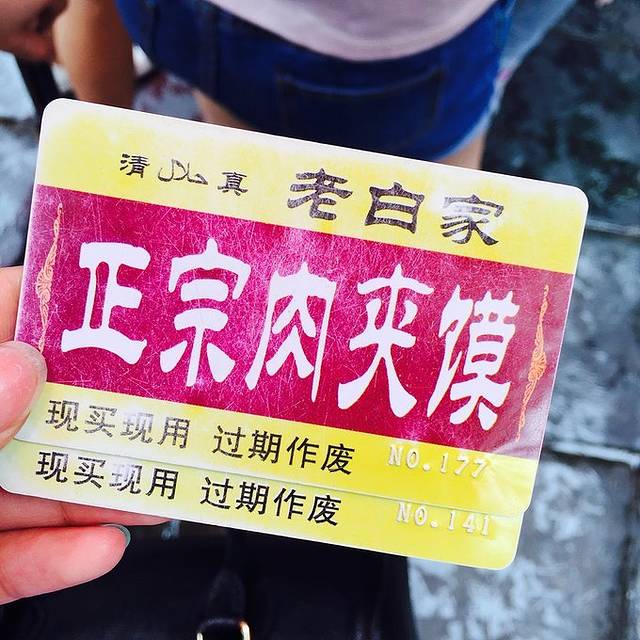 清真 老白家
正宗肉夹馍
现买现用 过期作废 NO.177
现买现用 过期作废 NO.141